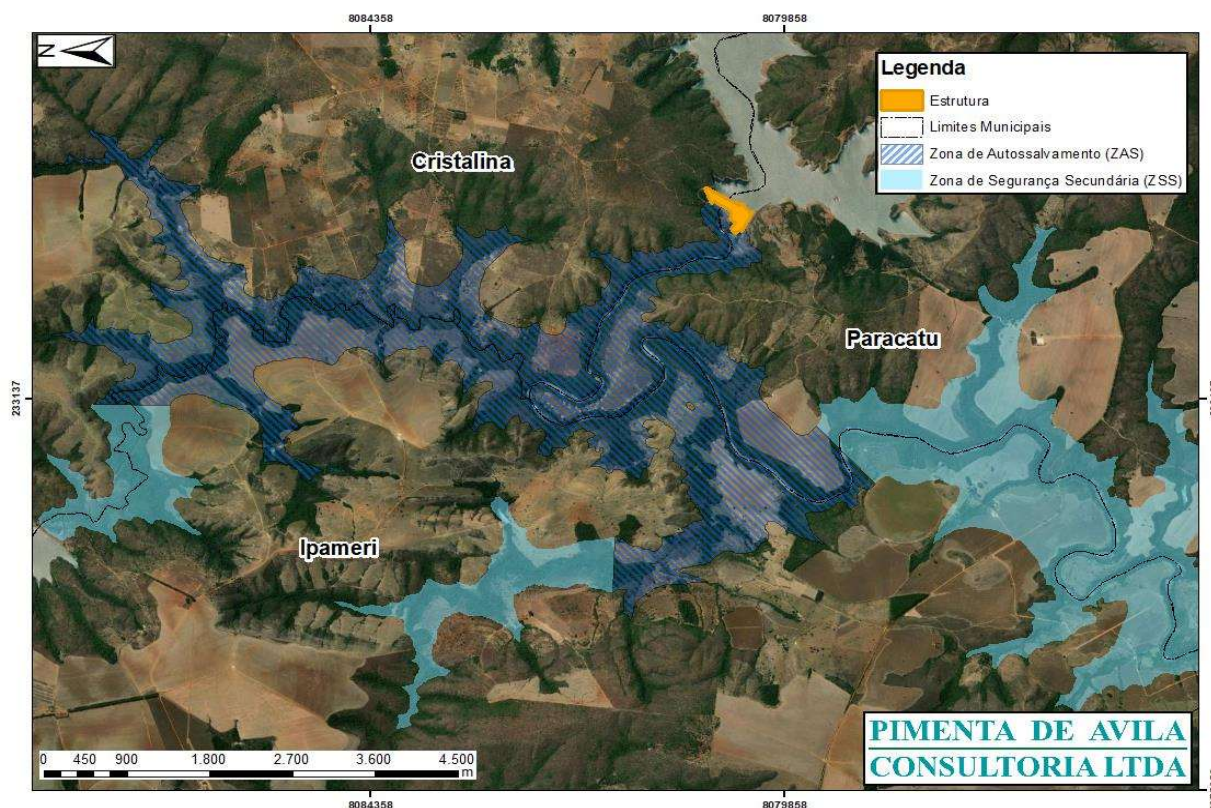 8084358
8079858
N
Legenda
Estrutura
Limites Municipais
Zona de Autossalvamento (ZAS)
Zona de Segurança Secundária (ZSS)
Cristalina
Paracatu
233137
Ipameri
0 450 900 1.800 2.700 3.600 4.500
m
PIMENTA DE AVILA
CONSULTORIA LTDA
8084358
8079858